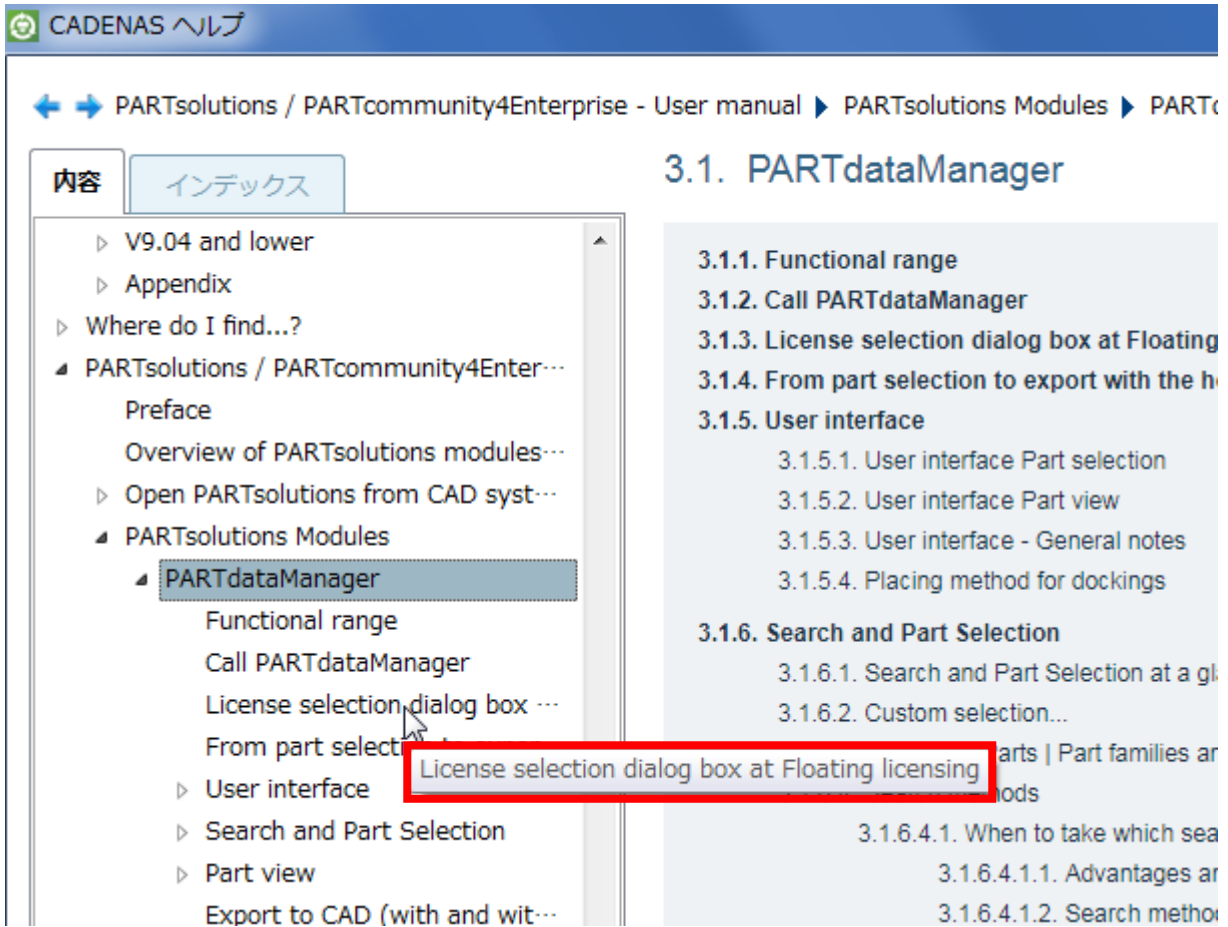 CADENAS ヘルプ
PARTsolutions / PARTcommunity4Enterprise - User manual PARTsolutions Modules
内容
インデックス
V9.04 and lower
Appendix
Where do I find...?
PARTsolutions / PARTcommunity4Enter…
Preface
Overview of PARTsolutions modules…
Open PARTsolutions from CAD syst…
PARTsolutions Modules
PARTdataManager
Functional range
Call PARTdataManager
License selection dialog box …
From part
License selection dialog box at Floating licensing
User interface
Search and Part Selection
Part view
Export to CAD (with and wit…
3.1. PARTdataManager
3.1.1. Functional range
3.1.2. Call PARTdataManager
3.1.3. License selection dialog box at Floating
3.1.4. From part selection to export with the
3.1.5. User interface
3.1.5.1. User interface Part selection
3.1.5.2. User interface Part view
3.1.5.3. User interface - General notes
3.1.5.4. Placing method for dockings
3.1.6. Search and Part Selection
3.1.6.1. Search and Part Selection at a
3.1.6.2. Custom selection...
| Part families
3.1.6.4.1. When to take which
3.1.6.4.1.1. Advantages
3.1.6.4.1.2. Search